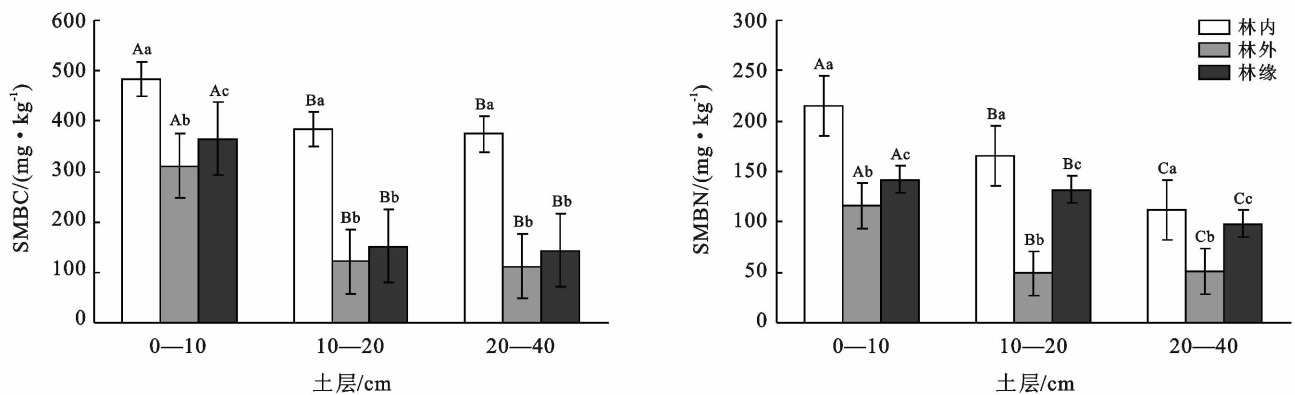 600
500
400
300
200
100
0
SMBC/(mg·kg⁻¹)
Aa
Ab
Ac
Ba
Bb
Bb
Ba
Bb
Bb
0—10
10—20
20—40
土层/cm
300
250
200
150
100
50
0
SMBN/(mg·kg⁻¹)
Aa
Ab
Ac
Ba
Bb
Bc
Ca
Cb
Cc
0—10
10—20
20—40
土层/cm
林内
林外
林缘